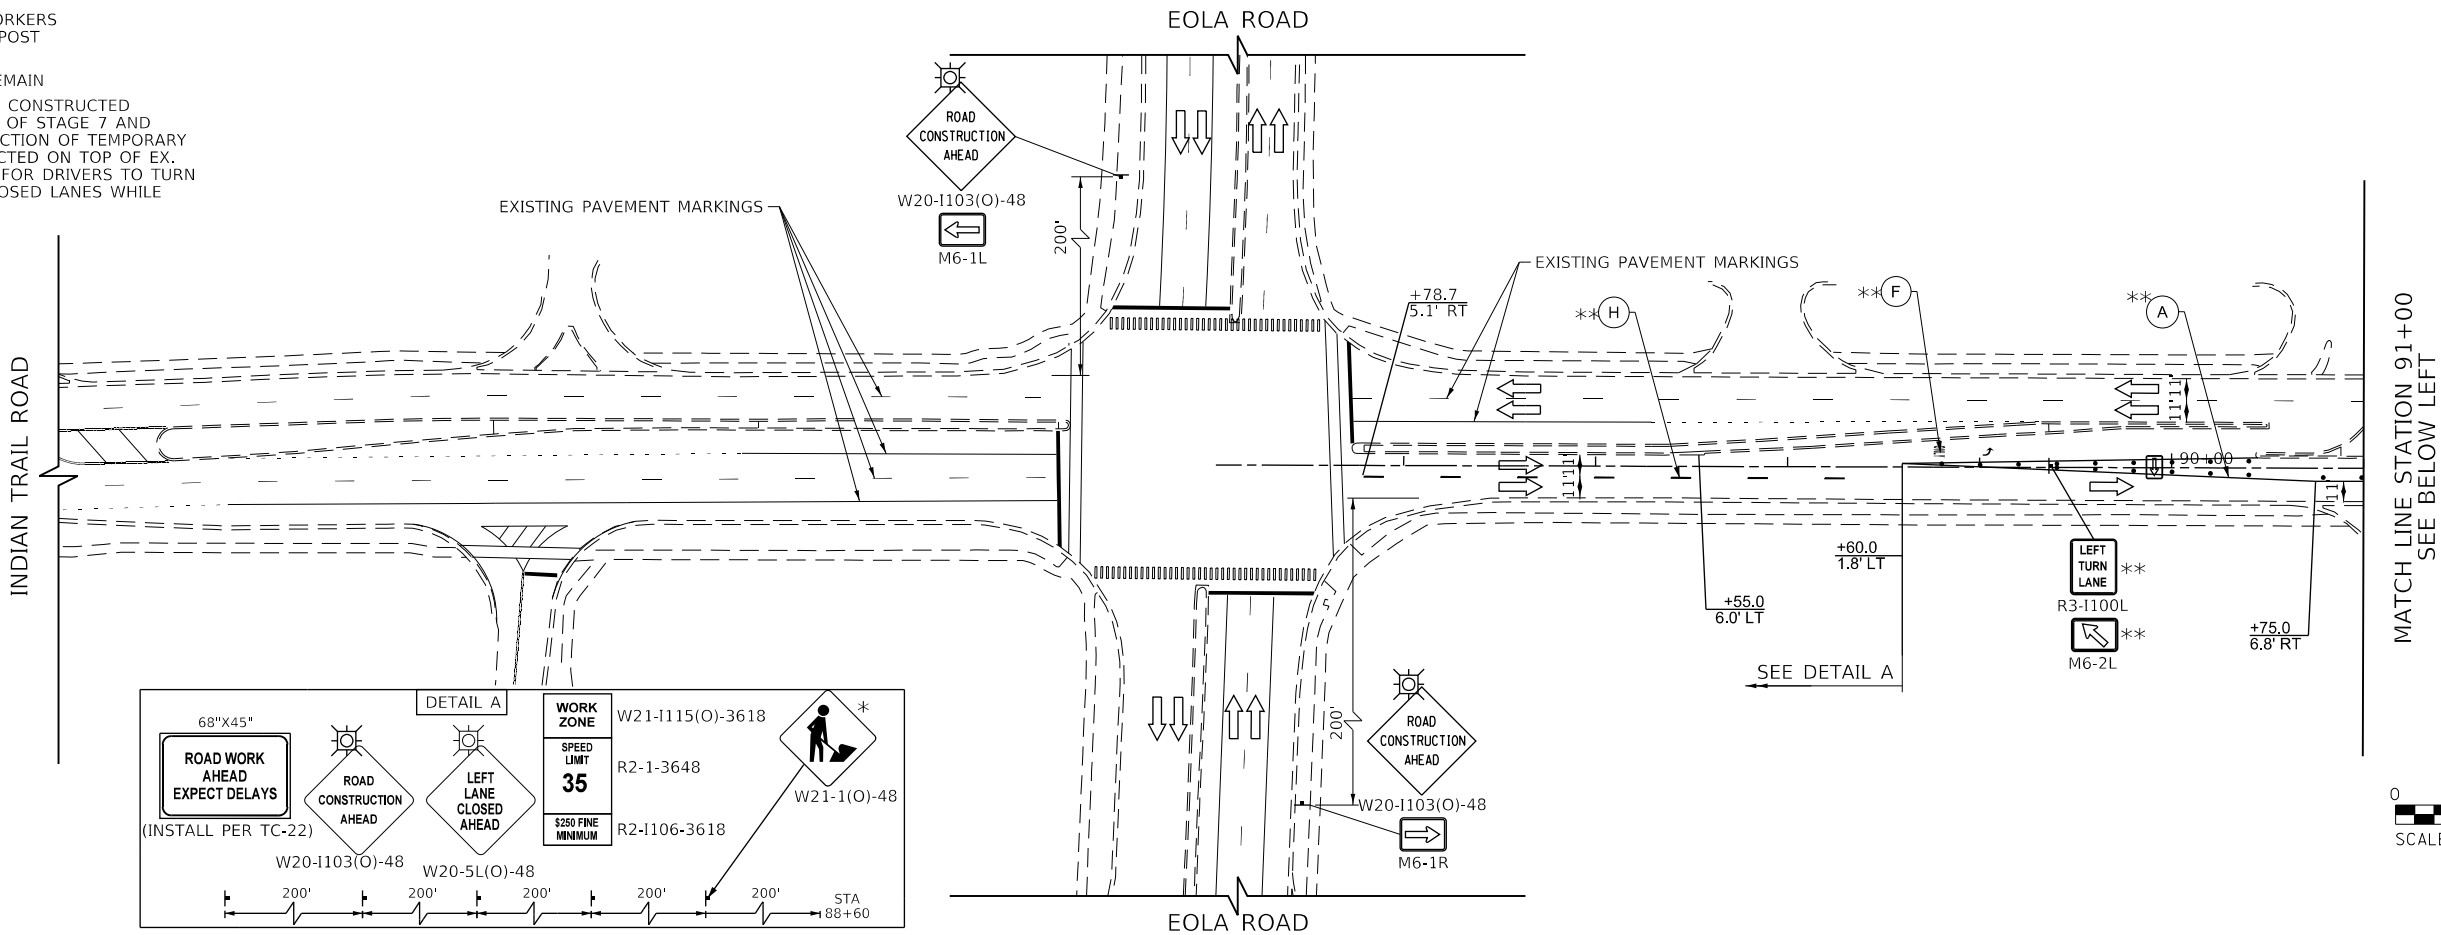 ORKERS
POST
EMAIN
CONSTRUCTED
OF STAGE 7 AND
CTION OF TEMPORARY
CTED ON TOP OF EX.
FOR DRIVERS TO TURN
OSED LANES WHILE
EOLA ROAD
ROAD
CONSTRUCTION
AHEAD
W20-I103(O)-48
M6-1L
200'
EXISTING PAVEMENT MARKINGS
EXISTING PAVEMENT MARKINGS
+78.7
5.1' RT
** H
** F
** A
INDIAN TRAIL ROAD
11'
11'
11'
11'
90+00
11'
MATCH LINE STATION 91+00
SEE BELOW LEFT
+60.0
1.8' LT
+55.0
6.0' LT
LEFT
TURN
LANE
**
R3-I100L
**
M6-2L
+75.0
6.8' RT
SEE DETAIL A
200'
ROAD
CONSTRUCTION
AHEAD
W20-I103(O)-48
M6-1R
DETAIL A
68"X45"
ROAD WORK
AHEAD
EXPECT DELAYS
(INSTALL PER TC-22)
ROAD
CONSTRUCTION
AHEAD
W20-I103(O)-48
LEFT
LANE
CLOSED
AHEAD
W20-5L(O)-48
WORK
ZONE
W21-I115(O)-3618
SPEED
LIMIT
35
R2-1-3648
$250 FINE
MINIMUM
R2-I106-3618
*
W21-1(O)-48
200'
200'
200'
200'
200'
STA
88+60
EOLA ROAD
0
SCALE